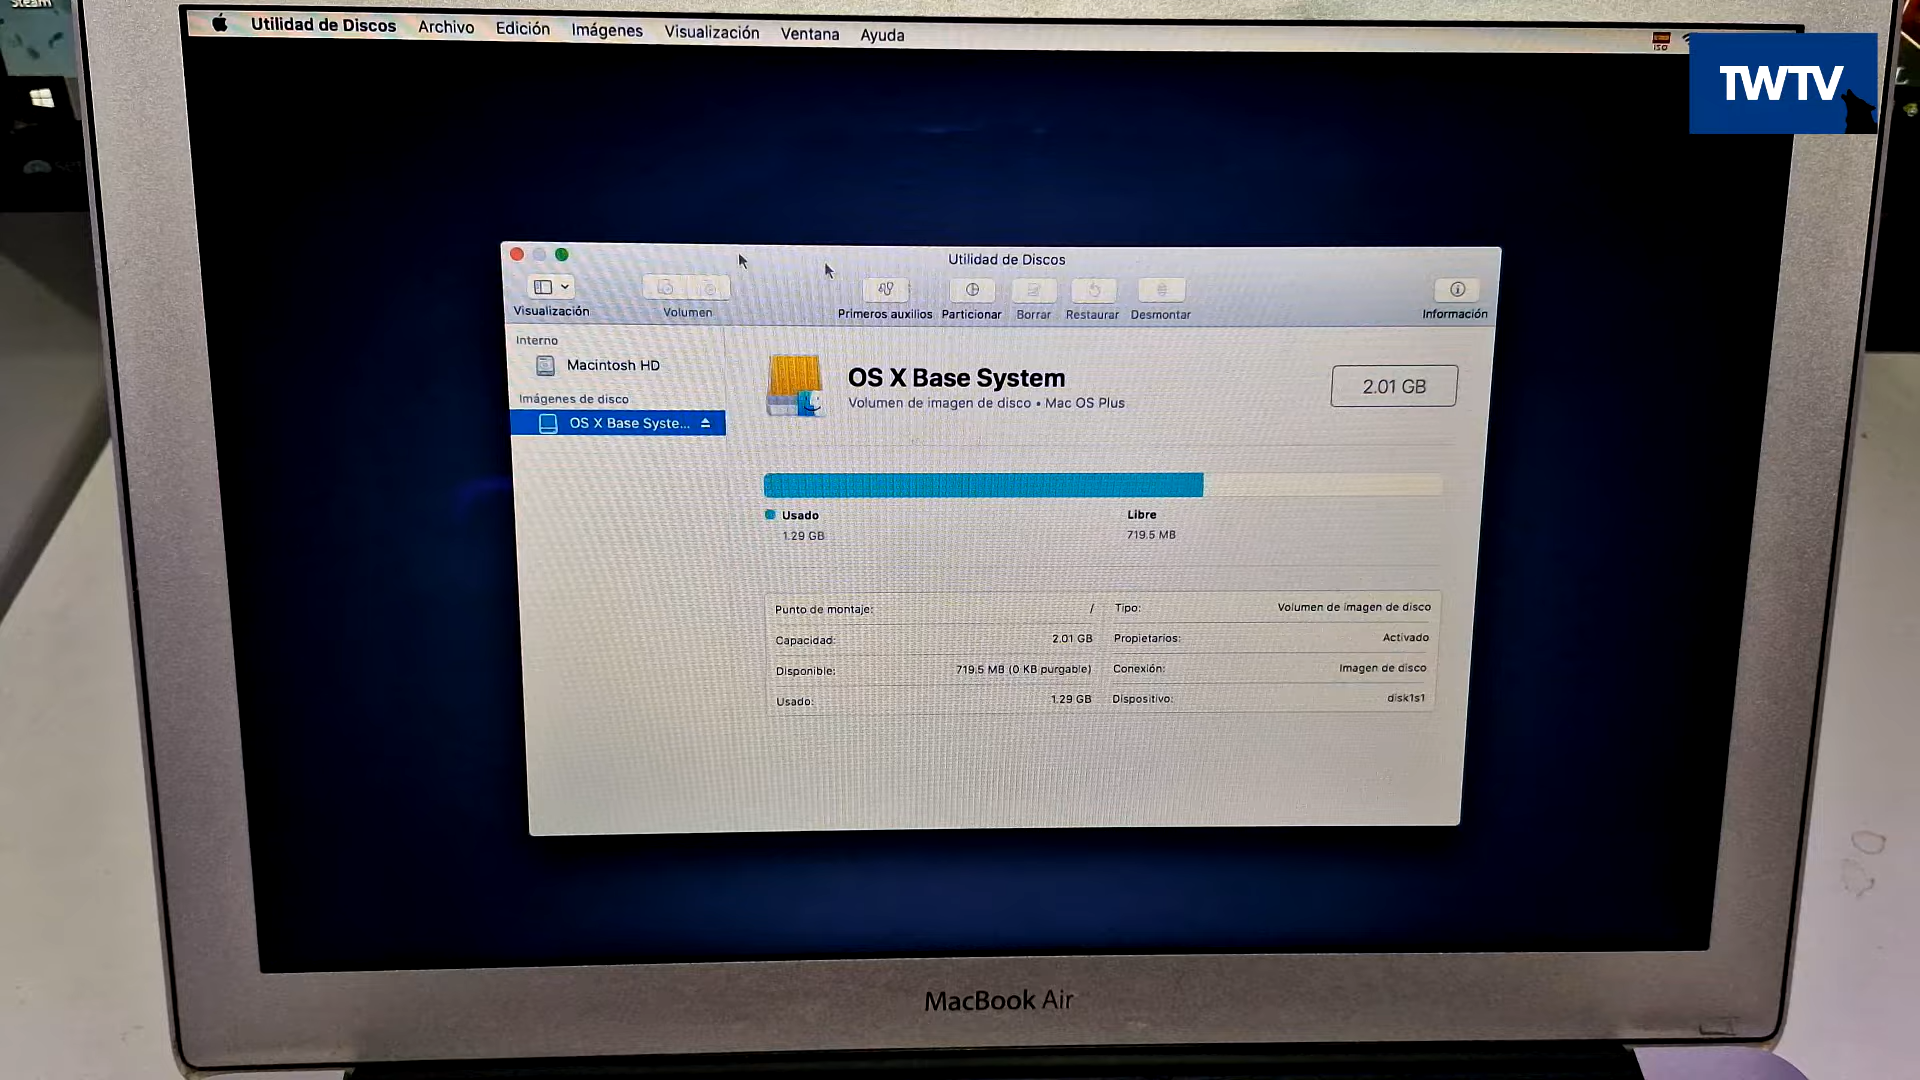 Steam
Utilidad de Discos Archivo Edición Imágenes Visualización Ventana Ayuda
ISO
TWTV
Utilidad de Discos
Visualización
Volumen
Primeros auxilios
Particionar
Borrar
Restaurar
Desmontar
Información
Interno
Macintosh HD
Imágenes de disco
OS X Base Syste...
OS X Base System
Volumen de imagen de disco • Mac OS Plus
2.01 GB
Usado
1.29 GB
Libre
719.5 MB
Punto de montaje: /
Capacidad: 2.01 GB
Disponible: 719.5 MB (0 KB purgable)
Usado: 1.29 GB
Tipo: Volumen de imagen de disco
Propietarios: Activado
Conexión: Imagen de disco
Dispositivo: disk1s1
MacBook Air